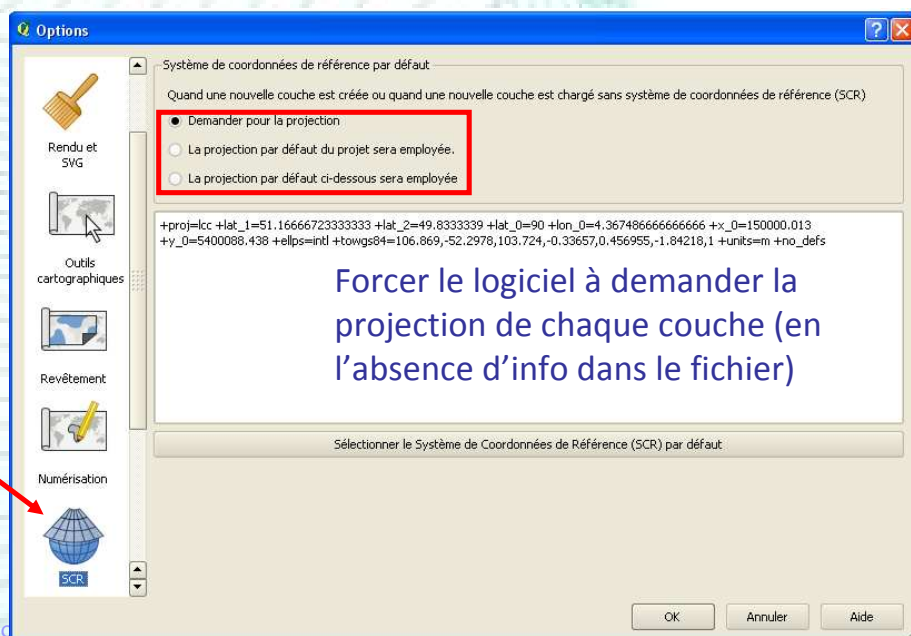 Options
Système de coordonnées de référence par défaut
Quand une nouvelle couche est créée ou quand une nouvelle couche est chargé sans système de coordonnées de référence (SCR)
Demander pour la projection
La projection par défaut du projet sera employée.
La projection par défaut ci-dessous sera employée
Rendu et
SVG
Outils
cartographiques
Revêtement
Numérisation
SCR
+proj=lcc +lat_1=51.16666723333333 +lat_2=49.8333339 +lat_0=90 +lon_0=4.367486666666666 +x_0=150000.013
+y_0=5400088.438 +ellps=intl +towgs84=106.869,-52.2978,103.724,-0.33657,0.456955,-1.84218,1 +units=m +no_defs
Forcer le logiciel à demander la
projection de chaque couche (en
l’absence d’info dans le fichier)
Sélectionner le Système de Coordonnées de Référence (SCR) par défaut
OK
Annuler
Aide